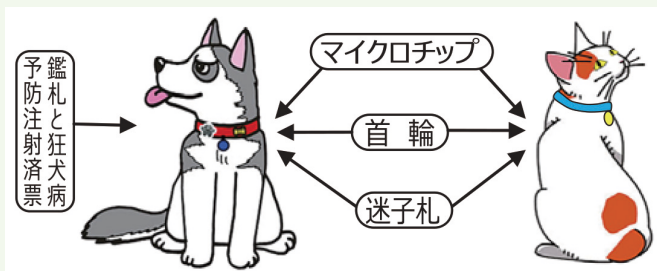 鑑札と狂犬病
予防注射済票
マイクロチップ
首輪
迷子札